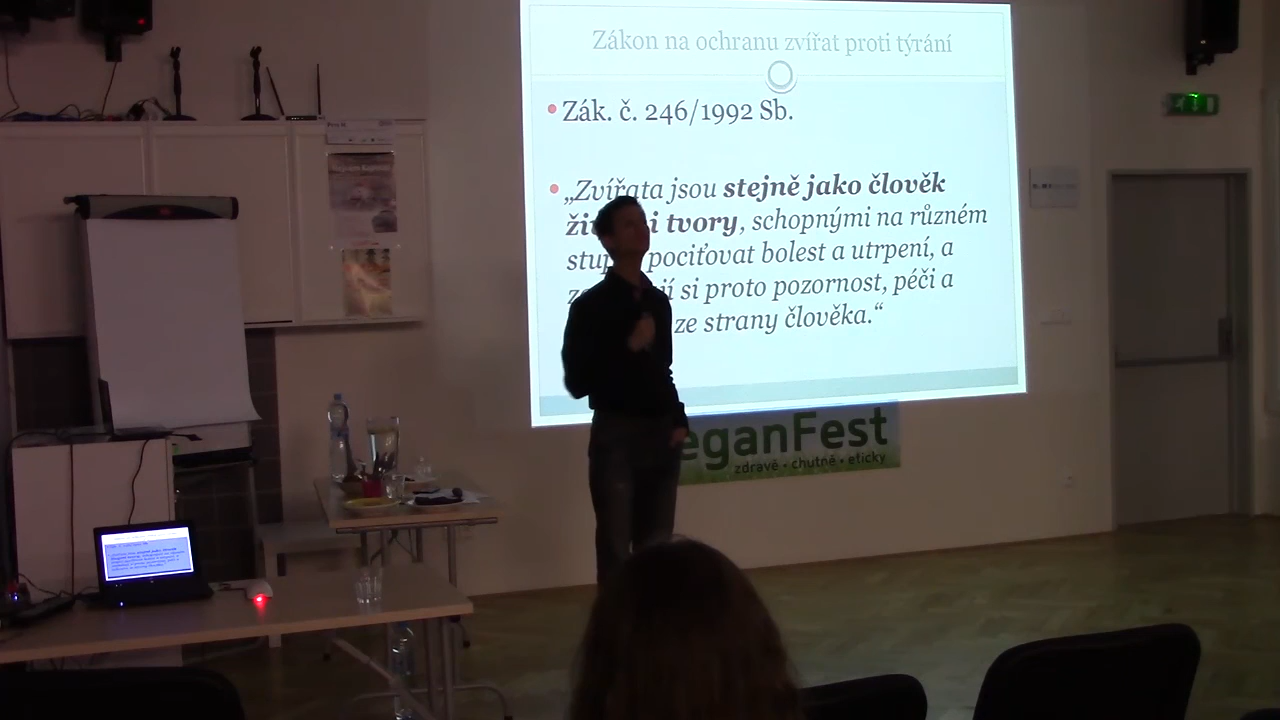 Zákon na ochranu zvířat proti týrání
Zák. č. 246/1992 Sb.
„Zvířata jsou stejně jako člověk
tvory, schopnými na různém
pociťovat bolest a utrpení, a
si proto pozornost, péči a
ze strany člověka.“
eganFest
zdravě • chutně • eticky